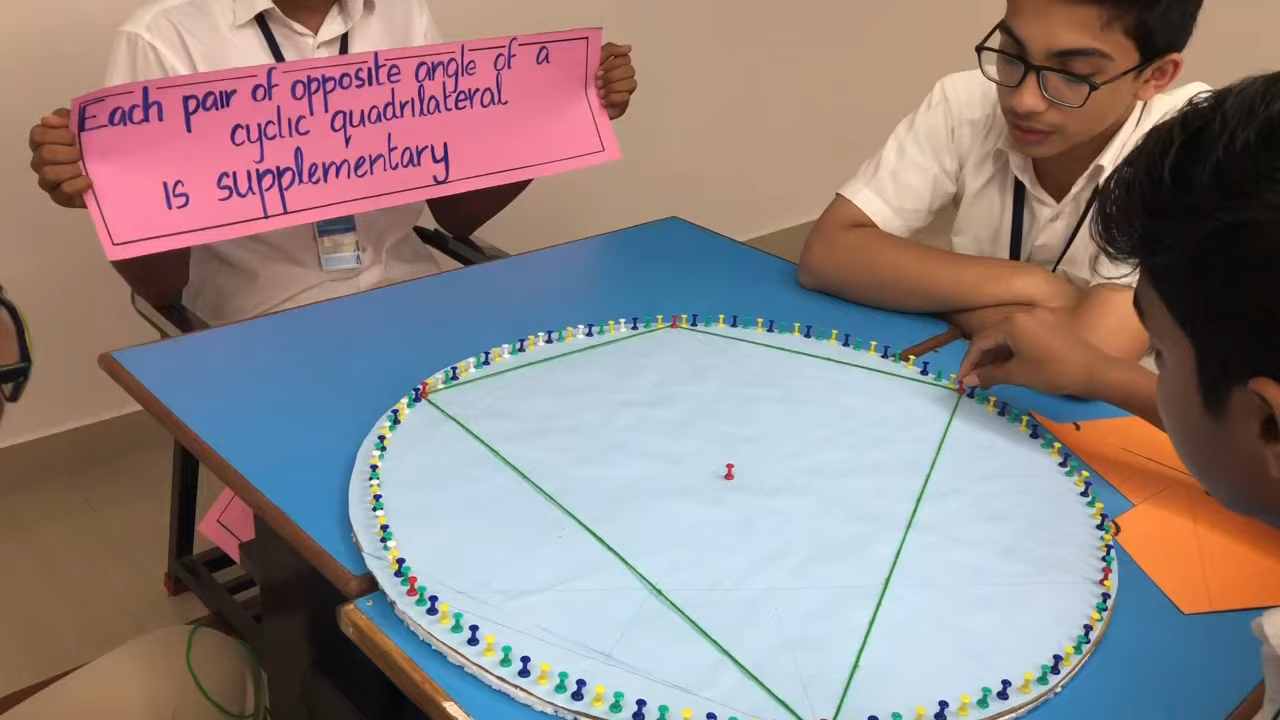 Each pair of opposite angle of a
cyclic quadrilateral
is supplementary